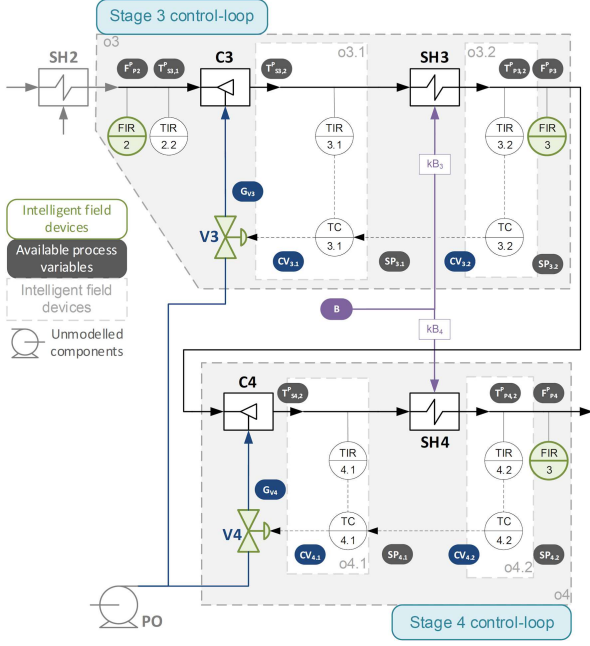 Stage 3 control-loop
o3
SH2
F^P_P2
T^P_S3,1
C3
T^P_S3,2
o3.1
SH3
o3.2
T^P_P3,2
F^P_P3
FIR
2
TIR
2.2
TIR
3.1
TIR
3.2
FIR
3
kB3
G_V3
Intelligent field
devices
V3
TC
3.1
TC
3.2
Available process
variables
CV_3.1
SP_3.1
CV_3.2
SP_3.2
Intelligent field
devices
B
Unmodelled
components
kB4
C4
T^P_S4,2
T^P_P4,2
F^P_P4
SH4
TIR
4.1
TIR
4.2
FIR
3
G_V4
V4
TC
4.1
TC
4.2
CV_4.1
SP_4.1
CV_4.2
SP_4.2
o4.1
o4.2
o4
PO
Stage 4 control-loop